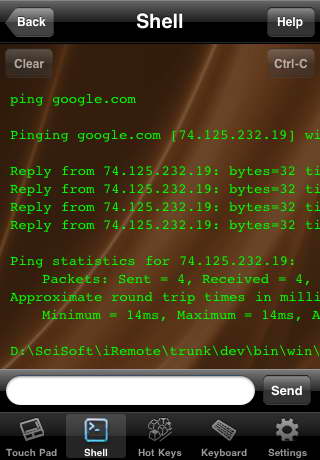 Back Shell Help
Clear Ctrl-C
ping google.com
Pinging google.com [74.125.232.19] wi
Reply from 74.125.232.19: bytes=32 ti
Reply from 74.125.232.19: bytes=32 ti
Reply from 74.125.232.19: bytes=32 ti
Reply from 74.125.232.19: bytes=32 ti
Ping statistics for 74.125.232.19:
Packets: Sent = 4, Received = 4,
Approximate round trip times in milli
Minimum = 14ms, Maximum = 14ms, A
D:\SciSoft\iRemote\trunk\dev\bin\win\
Send
Touch Pad Shell Hot Keys Keyboard Settings